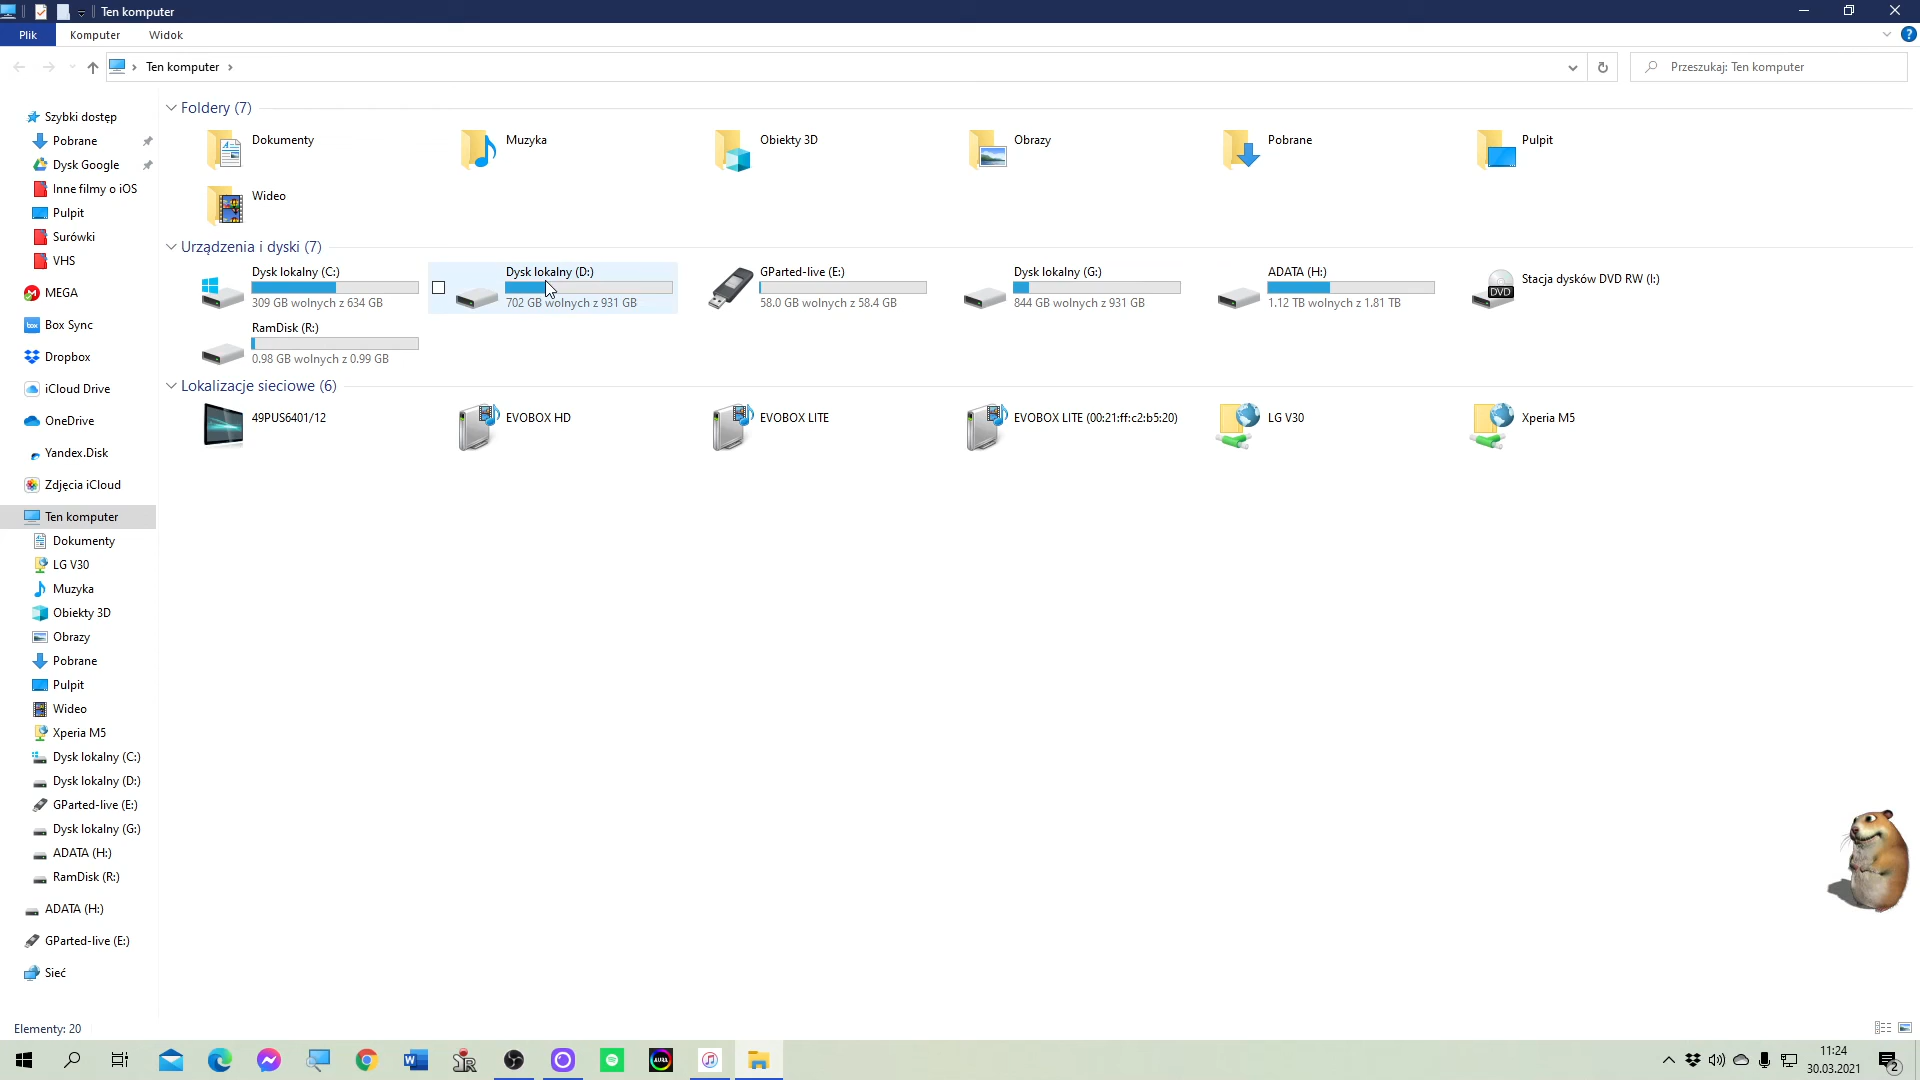 Ten komputer
Plik
Komputer
Widok
?
Ten komputer
Przeszukaj: Ten komputer
Szybki dostęp
Pobrane
Dysk Google
Inne filmy o iOS
Pulpit
Surówki
VHS
MEGA
Box Sync
Dropbox
iCloud Drive
OneDrive
Yandex.Disk
Zdjęcia iCloud
Ten komputer
Dokumenty
LG V30
Muzyka
Obiekty 3D
Obrazy
Pobrane
Pulpit
Wideo
Xperia M5
Dysk lokalny (C:)
Dysk lokalny (D:)
GParted-live (E:)
Dysk lokalny (G:)
ADATA (H:)
RamDisk (R:)
ADATA (H:)
GParted-live (E:)
Sieć
Foldery (7)
Dokumenty
Muzyka
Obiekty 3D
Obrazy
Pobrane
Pulpit
Wideo
Urządzenia i dyski (7)
Dysk lokalny (C:)
309 GB wolnych z 634 GB
Dysk lokalny (D:)
702 GB wolnych z 931 GB
GParted-live (E:)
58.0 GB wolnych z 58.4 GB
Dysk lokalny (G:)
844 GB wolnych z 931 GB
ADATA (H:)
1.12 TB wolnych z 1.81 TB
DVD
Stacja dysków DVD RW (I:)
RamDisk (R:)
0.98 GB wolnych z 0.99 GB
Lokalizacje sieciowe (6)
49PUS6401/12
EVOBOX HD
EVOBOX LITE
EVOBOX LITE (00:21:ff:c2:b5:20)
LG V30
Xperia M5
Elementy: 20
11:24
30.03.2021
2